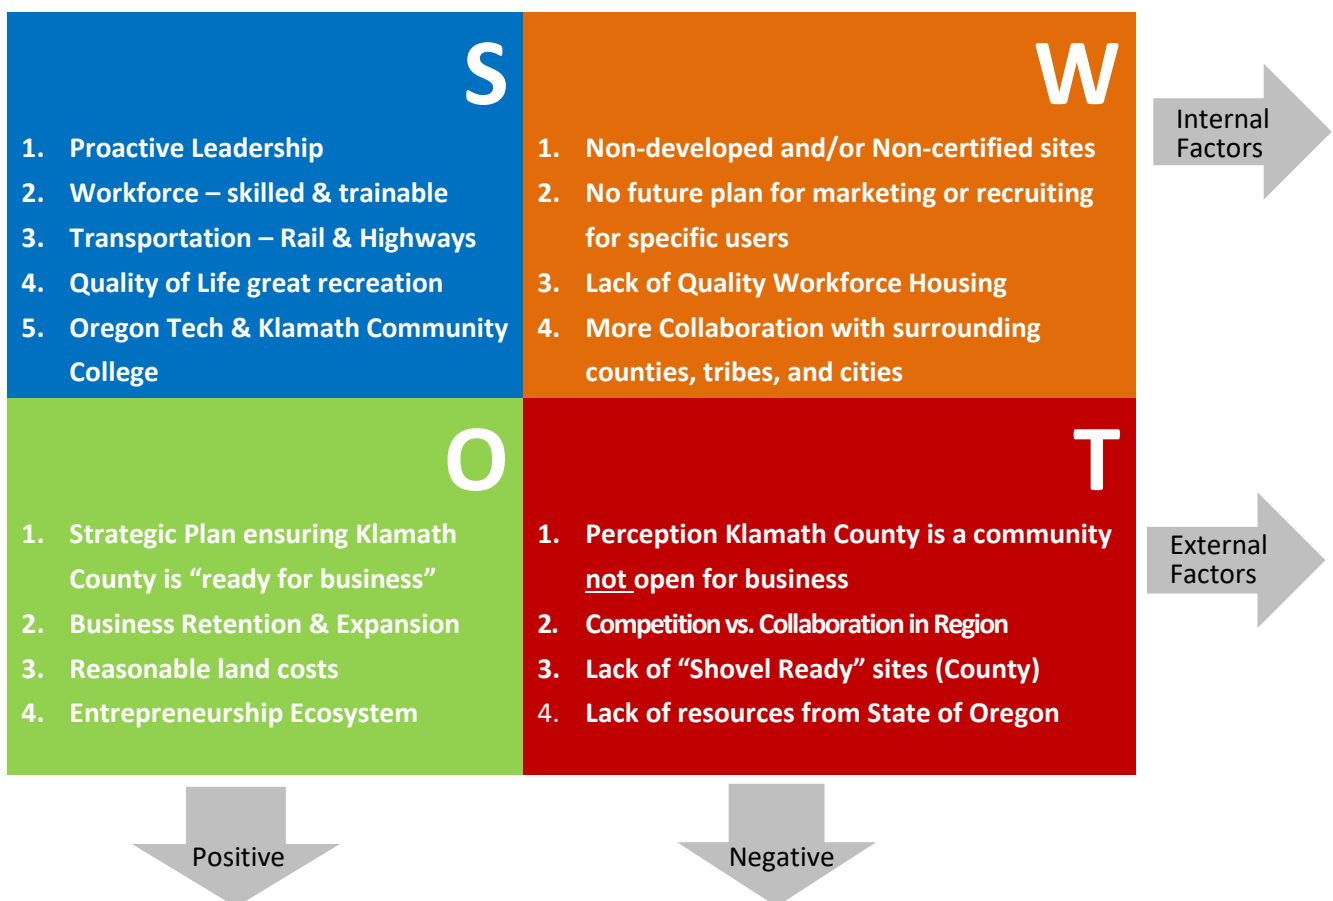 S
1. Proactive Leadership
2. Workforce – skilled & trainable
3. Transportation – Rail & Highways
4. Quality of Life great recreation
5. Oregon Tech & Klamath Community
College
W
1. Non-developed and/or Non-certified sites
2. No future plan for marketing or recruiting
for specific users
3. Lack of Quality Workforce Housing
4. More Collaboration with surrounding
counties, tribes, and cities
Internal
Factors
O
1. Strategic Plan ensuring Klamath
County is “ready for business”
2. Business Retention & Expansion
3. Reasonable land costs
4. Entrepreneurship Ecosystem
T
1. Perception Klamath County is a community
not open for business
2. Competition vs. Collaboration in Region
3. Lack of “Shovel Ready” sites (County)
4. Lack of resources from State of Oregon
External
Factors
Positive
Negative